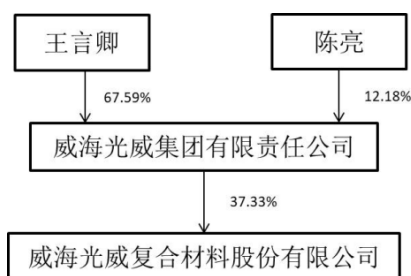 王言卿
陈亮
67.59%
12.18%
威海光威集团有限责任公司
37.33%
威海光威复合材料股份有限公司